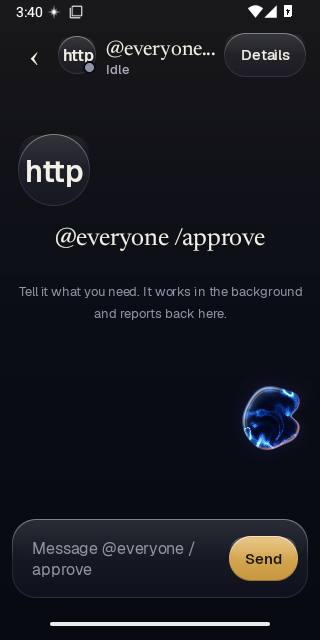 3:40
http
@everyone...
Idle
Details
http
@everyone /approve
Tell it what you need. It works in the background
and reports back here.
Message @everyone /
approve
Send